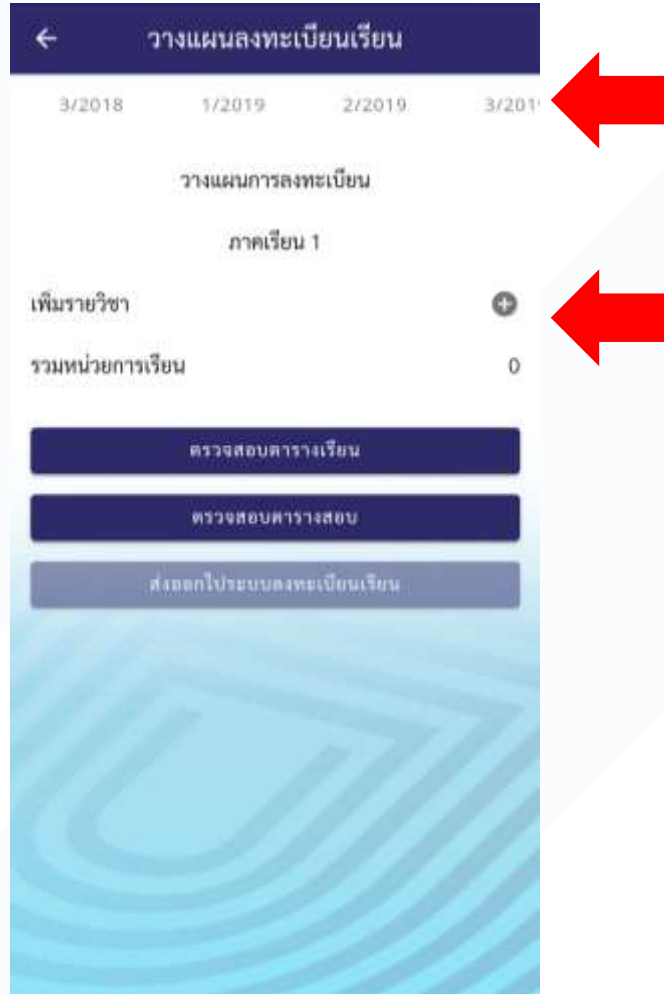 วางแผนลงทะเบียนเรียน
3/2018 1/2019 2/2019 3/201
วางแผนการลงทะเบียน
ภาคเรียน 1
เพิ่มรายวิชา
รวมหน่วยการเรียน 0
ตรวจสอบตารางเรียน
ตรวจสอบตารางสอบ
ส่งออกไประบบลงทะเบียนเรียน